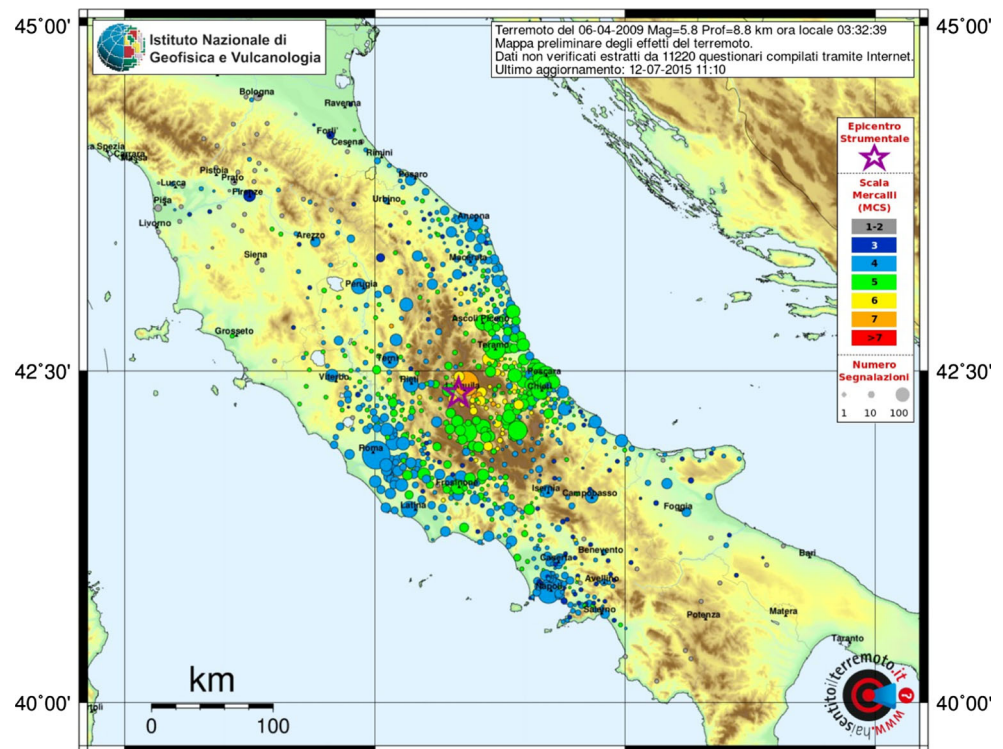 45°00'
45°00'
Istituto Nazionale di
Geofisica e Vulcanologia
Terremoto del 06-04-2009 Mag=5.8 Prof=8.8 km ora locale 03:32:39
Mappa preliminare degli effetti del terremoto.
Dati non verificati estratti da 11220 questionari compilati tramite Internet.
Ultimo aggiornamento: 12-07-2015 11:10
Bologna
Ravenna
Forli'
Cesena
Rimini
a Spezia
Carrara
Massa
Pistoia
Prato
Lucca
Firenze
Pesaro
Urbino
Pisa
Livorno
Ancona
Arezzo
Siena
Macerata
Perugia
Grosseto
Ascoli Piceno
Teramo
Terni
Viterbo
Rieti
Pescara
Chieti
42°30'
42°30'
Roma
Frosinone
Latina
Isernia
Campobasso
Foggia
Benevento
Caserta
Avellino
Napoli
Salerno
Bari
Potenza
Matera
Taranto
Epicentro
Strumentale
Scala
Mercalli
(MCS)
1-2
3
4
5
6
7
>7
Numero
Segnalazioni
1 10 100
km
0 100
40°00'
40°00'
www.haisentitoilterremoto.it
?